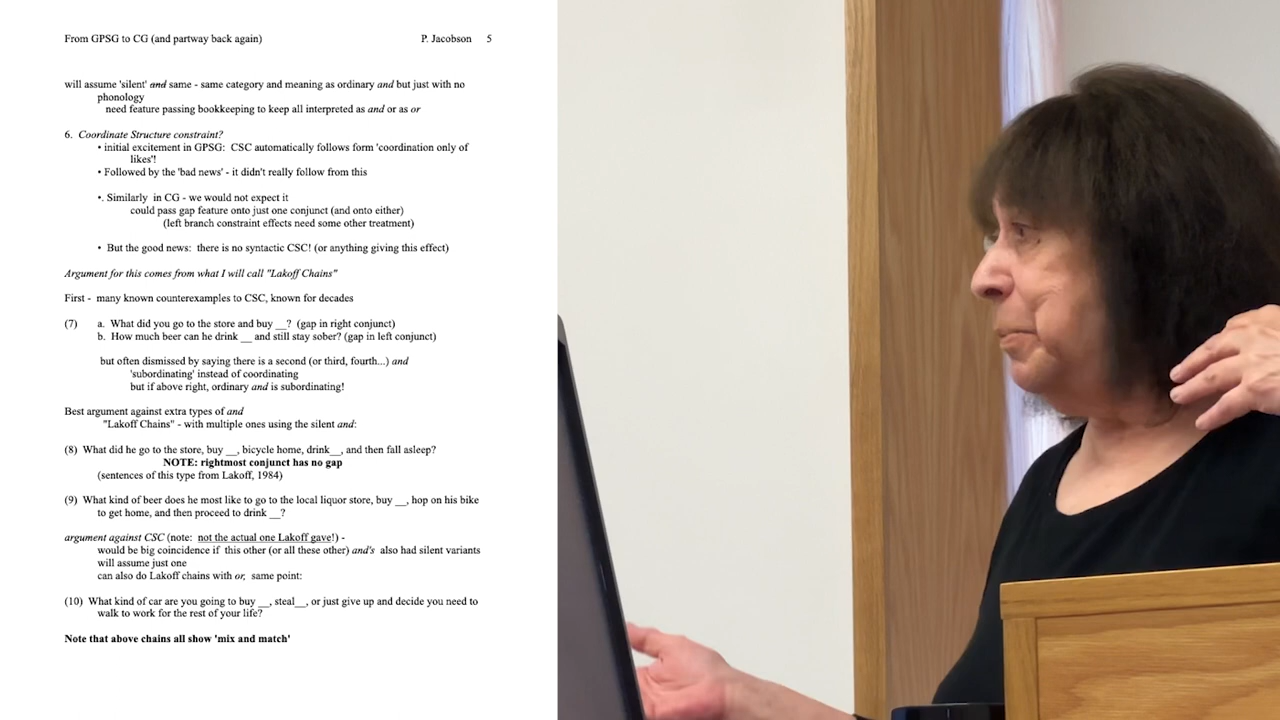 From GPSG to CG (and partway back again) P. Jacobson 5
will assume 'silent' and same - same category and meaning as ordinary and but just with no
phonology
need feature passing bookkeeping to keep all interpreted as and or as or
6. Coordinate Structure constraint?
• initial excitement in GPSG: CSC automatically follows form 'coordination only of
likes'!
• Followed by the 'bad news' - it didn't really follow from this
•. Similarly in CG - we would not expect it
could pass gap feature onto just one conjunct (and onto either)
(left branch constraint effects need some other treatment)
• But the good news: there is no syntactic CSC! (or anything giving this effect)
Argument for this comes from what I will call "Lakoff Chains"
First - many known counterexamples to CSC, known for decades
(7) a. What did you go to the store and buy __? (gap in right conjunct)
b. How much beer can he drink __ and still stay sober? (gap in left conjunct)
but often dismissed by saying there is a second (or third, fourth...) and
'subordinating' instead of coordinating
but if above right, ordinary and is subordinating!
Best argument against extra types of and
"Lakoff Chains" - with multiple ones using the silent and:
(8) What did he go to the store, buy __, bicycle home, drink__, and then fall asleep?
NOTE: rightmost conjunct has no gap
(sentences of this type from Lakoff, 1984)
(9) What kind of beer does he most like to go to the local liquor store, buy __, hop on his bike
to get home, and then proceed to drink __?
argument against CSC (note: not the actual one Lakoff gave!) -
would be big coincidence if this other (or all these other) and's also had silent variants
will assume just one
can also do Lakoff chains with or, same point:
(10) What kind of car are you going to buy __, steal__, or just give up and decide you need to
walk to work for the rest of your life?
Note that above chains all show 'mix and match'